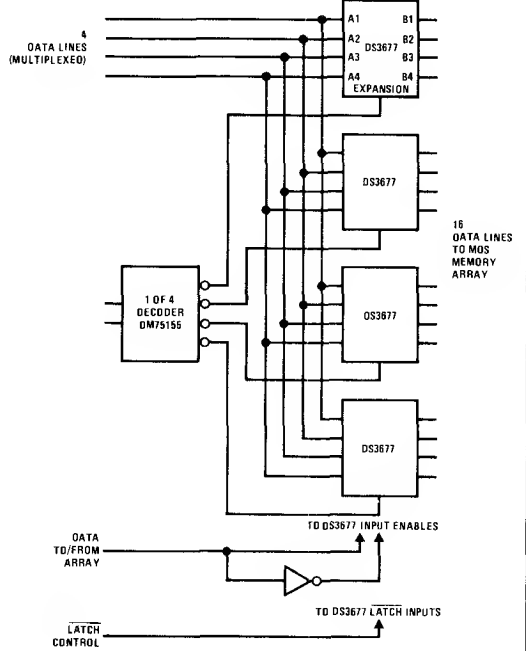 4
OATA LINES
(MULTIPLEXEO)
A1 B1
A2 B2
DS3677
A3 B3
A4 B4
EXPANSION
DS3677
16
OATA LINES
TO MOS
MEMORY
ARRAY
1 OF 4
DECODER
DM75155
OS3677
DS3677
TO DS3677 INPUT ENABLES
OATA
TO/FROM
ARRAY
TO DS3677 LATCH INPUTS
LATCH
CONTROL